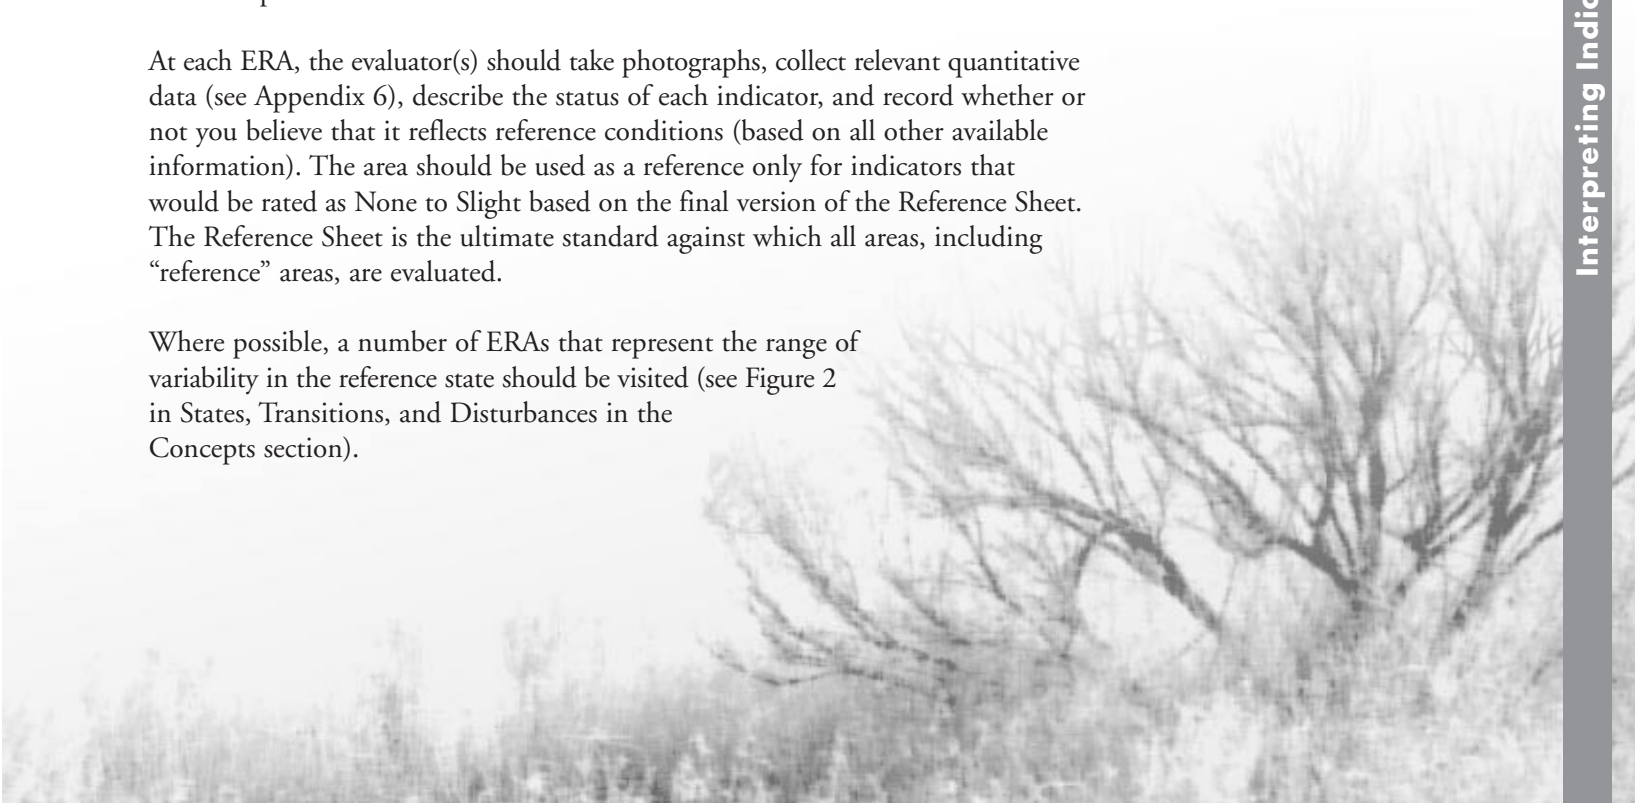 At each ERA, the evaluator(s) should take photographs, collect relevant quantitative
data (see Appendix 6), describe the status of each indicator, and record whether or
not you believe that it reflects reference conditions (based on all other available
information). The area should be used as a reference only for indicators that
would be rated as None to Slight based on the final version of the Reference Sheet.
The Reference Sheet is the ultimate standard against which all areas, including
“reference” areas, are evaluated.
Where possible, a number of ERAs that represent the range of
variability in the reference state should be visited (see Figure 2
in States, Transitions, and Disturbances in the
Concepts section).
Interpreting Indic